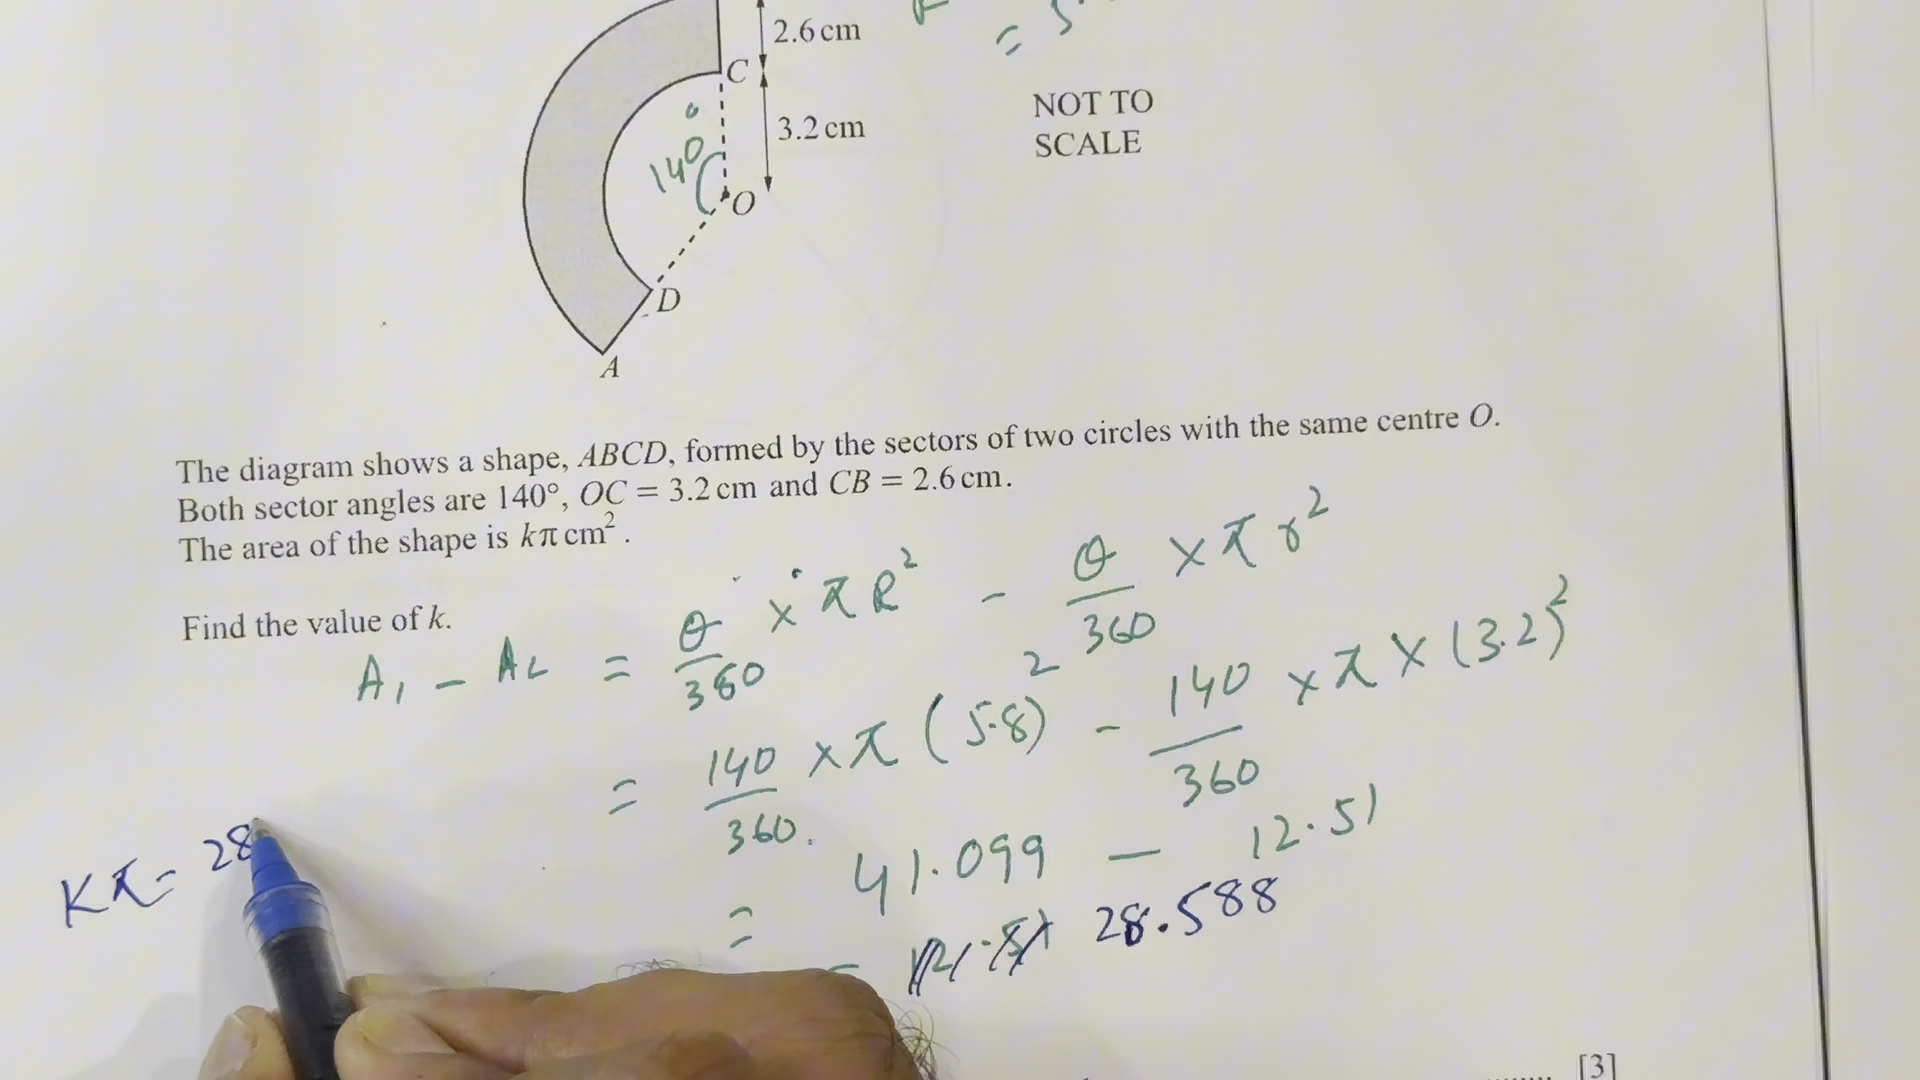 = 5.
2.6 cm
C
3.2 cm
NOT TO
SCALE
140°
O
D
A
The diagram shows a shape, ABCD, formed by the sectors of two circles with the same centre O.
Both sector angles are 140°, OC = 3.2 cm and CB = 2.6 cm.
The area of the shape is kπ cm².
Find the value of k.
A₁ - A₂ = θ/360 × πR² - θ/360 × πr²
= 140/360 × π (5.8)² - 140/360 × π × (3.2)²
= 41.099 - 12.51
= 28.588
Kπ = 28
[3]